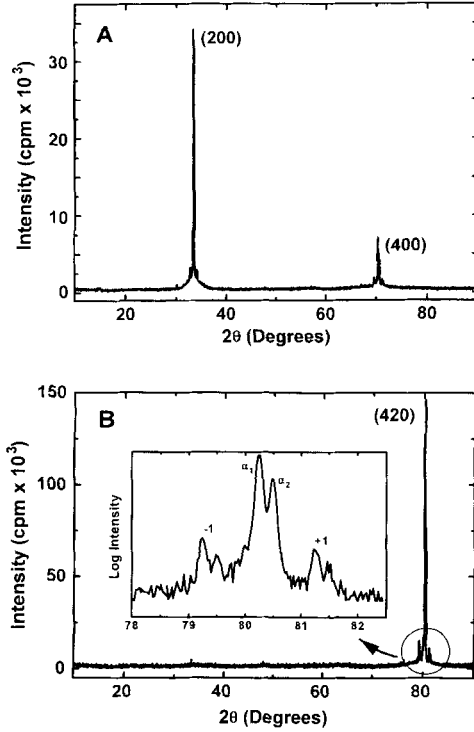 A
(200)
(400)
Intensity (cpm x 10³)
30
20
10
0
20 40 60 80
2θ (Degrees)
B
(420)
Intensity (cpm x 10³)
150
100
50
0
Log Intensity
-1
α₁
α₂
+1
78 79 80 81 82
20 40 60 80
2θ (Degrees)